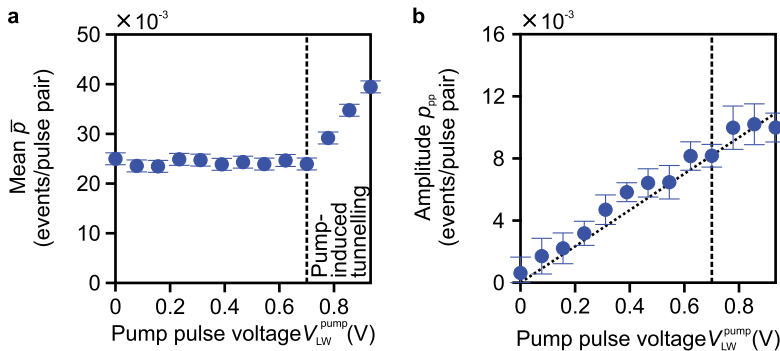 a
×10⁻³
50
40
30
20
10
0
Mean p̅
(events/pulse pair)
Pump-
induced
tunnelling
0 0.2 0.4 0.6 0.8
Pump pulse voltage V_LW^pump (V)
b
×10⁻³
16
12
8
4
0
Amplitude p_pp
(events/pulse pair)
0 0.2 0.4 0.6 0.8
Pump pulse voltage V_LW^pump (V)